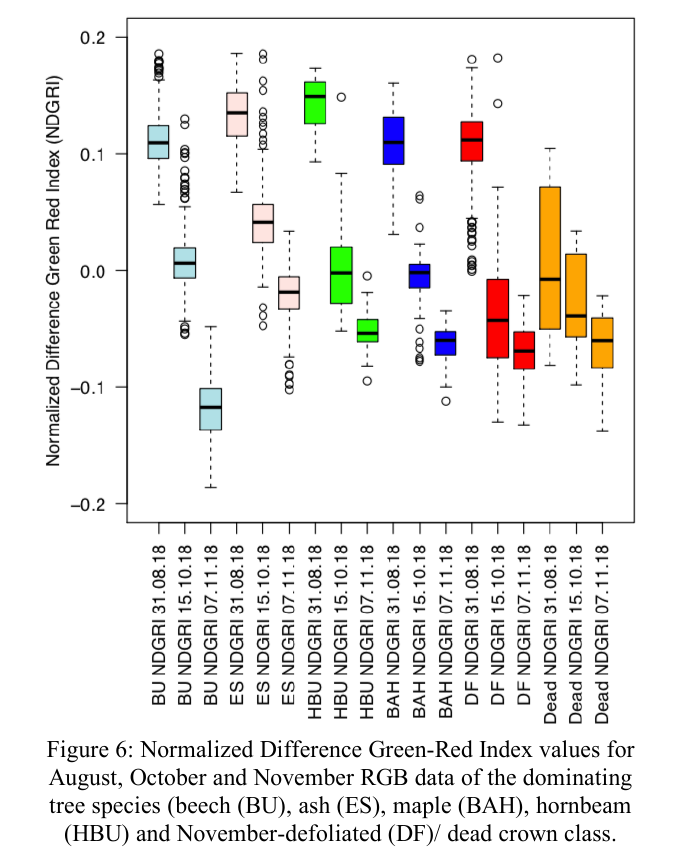 Normalized Difference Green Red Index (NDGRI)
0.2
0.1
0.0
−0.1
−0.2
BU NDGRI 31.08.18
BU NDGRI 15.10.18
BU NDGRI 07.11.18
ES NDGRI 31.08.18
ES NDGRI 15.10.18
ES NDGRI 07.11.18
HBU NDGRI 31.08.18
HBU NDGRI 15.10.18
HBU NDGRI 07.11.18
BAH NDGRI 31.08.18
BAH NDGRI 15.10.18
BAH NDGRI 07.11.18
DF NDGRI 31.08.18
DF NDGRI 15.10.18
DF NDGRI 07.11.18
Dead NDGRI 31.08.18
Dead NDGRI 15.10.18
Dead NDGRI 07.11.18
Figure 6: Normalized Difference Green-Red Index values for
August, October and November RGB data of the dominating
tree species (beech (BU), ash (ES), maple (BAH), hornbeam
(HBU) and November-defoliated (DF)/ dead crown class.